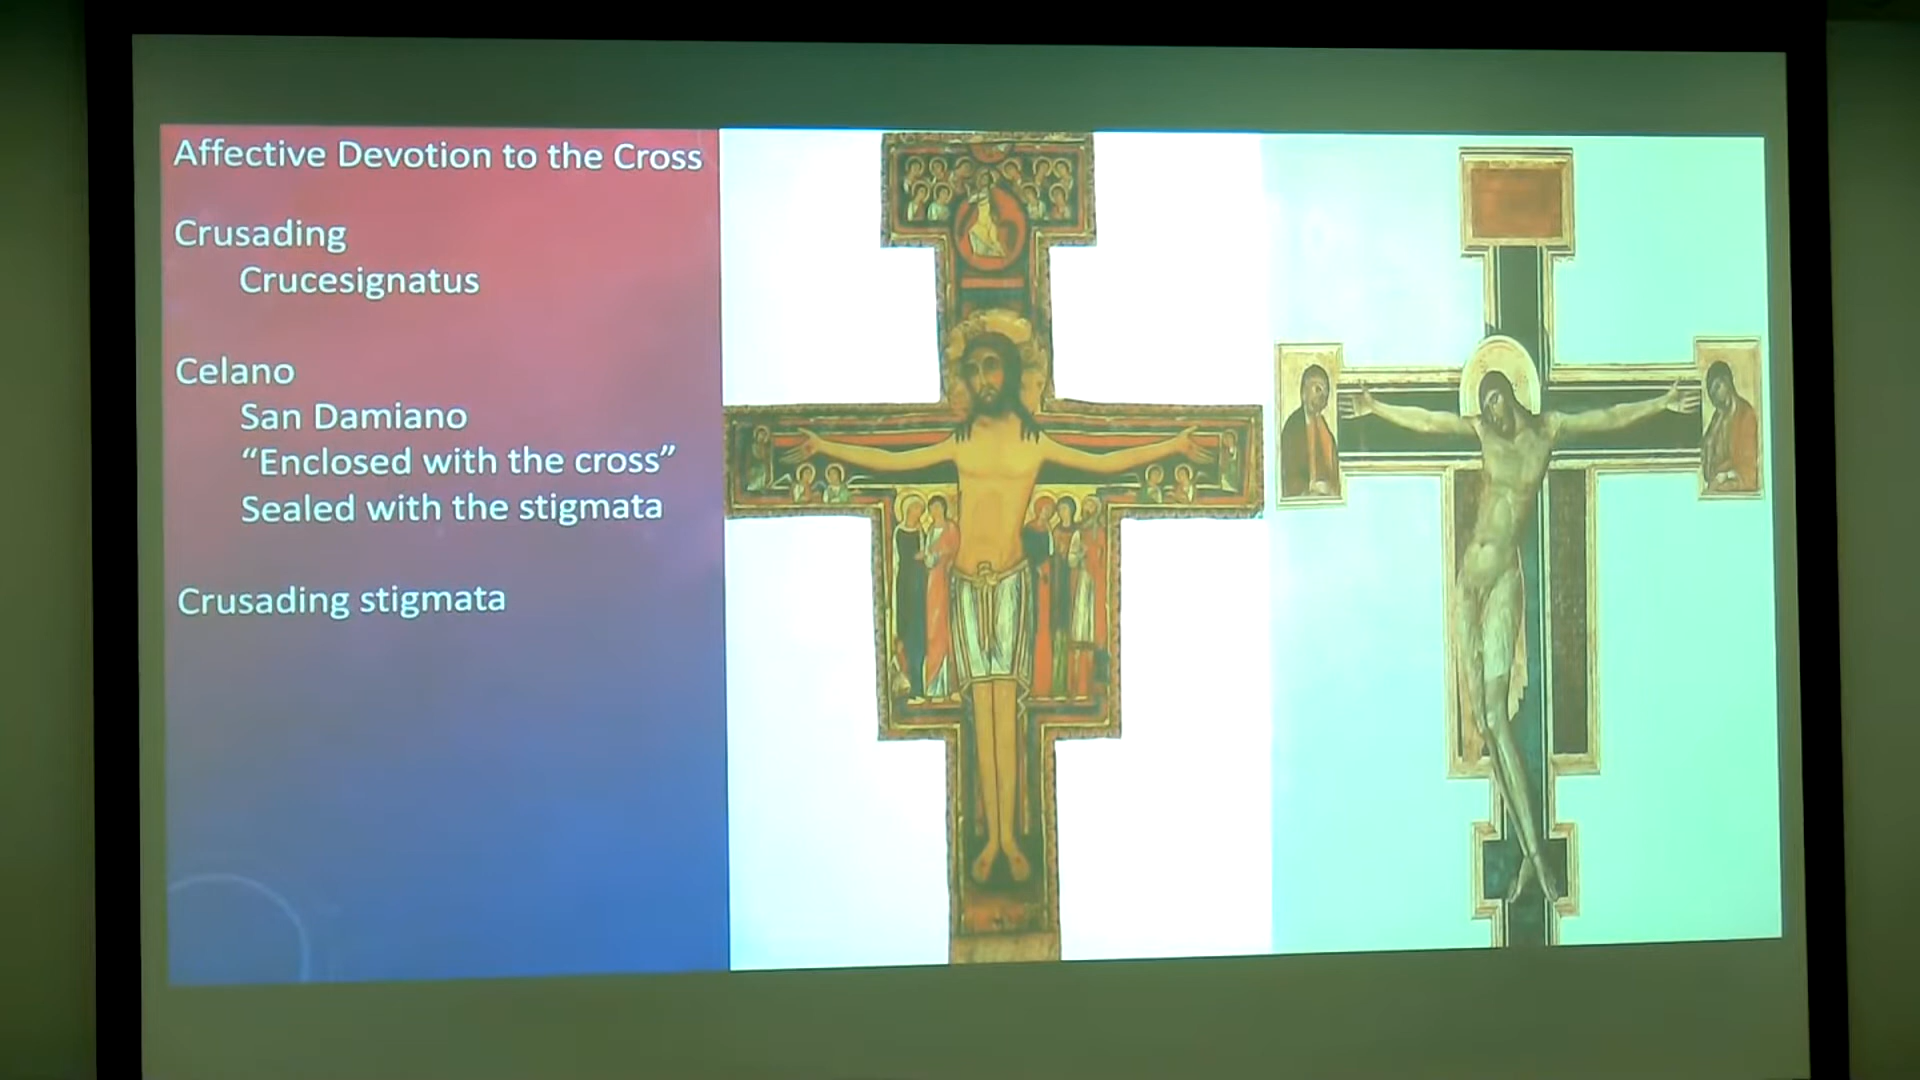 Affective Devotion to the Cross
Crusading
Crucesignatus
Celano
San Damiano
“Enclosed with the cross”
Sealed with the stigmata
Crusading stigmata